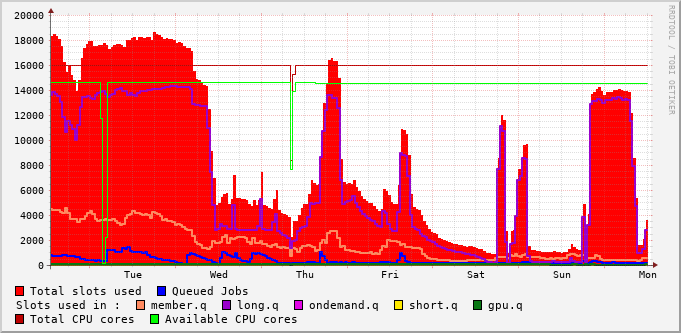 RRDTOOL / TOBI OETIKER
20000
18000
16000
14000
12000
10000
8000
6000
4000
2000
0
Tue Wed Thu Fri Sat Sun Mon
Total slots used Queued Jobs
Slots used in : member.q long.q ondemand.q short.q gpu.q
Total CPU cores Available CPU cores